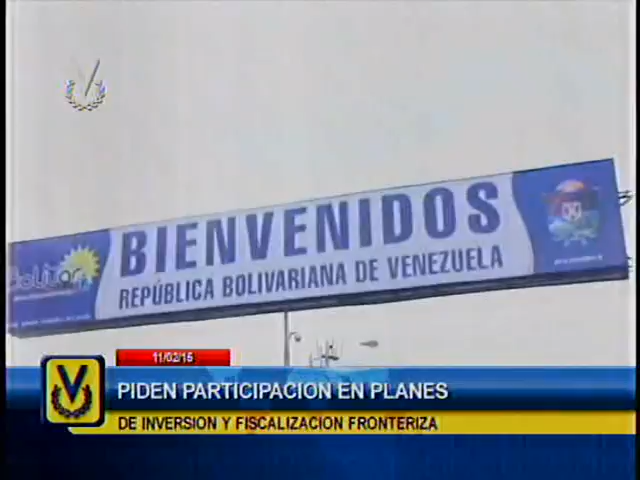 BIENVENIDOS
REPÚBLICA BOLIVARIANA DE VENEZUELA
11/02/15
PIDEN PARTICIPACION EN PLANES
DE INVERSION Y FISCALIZACION FRONTERIZA